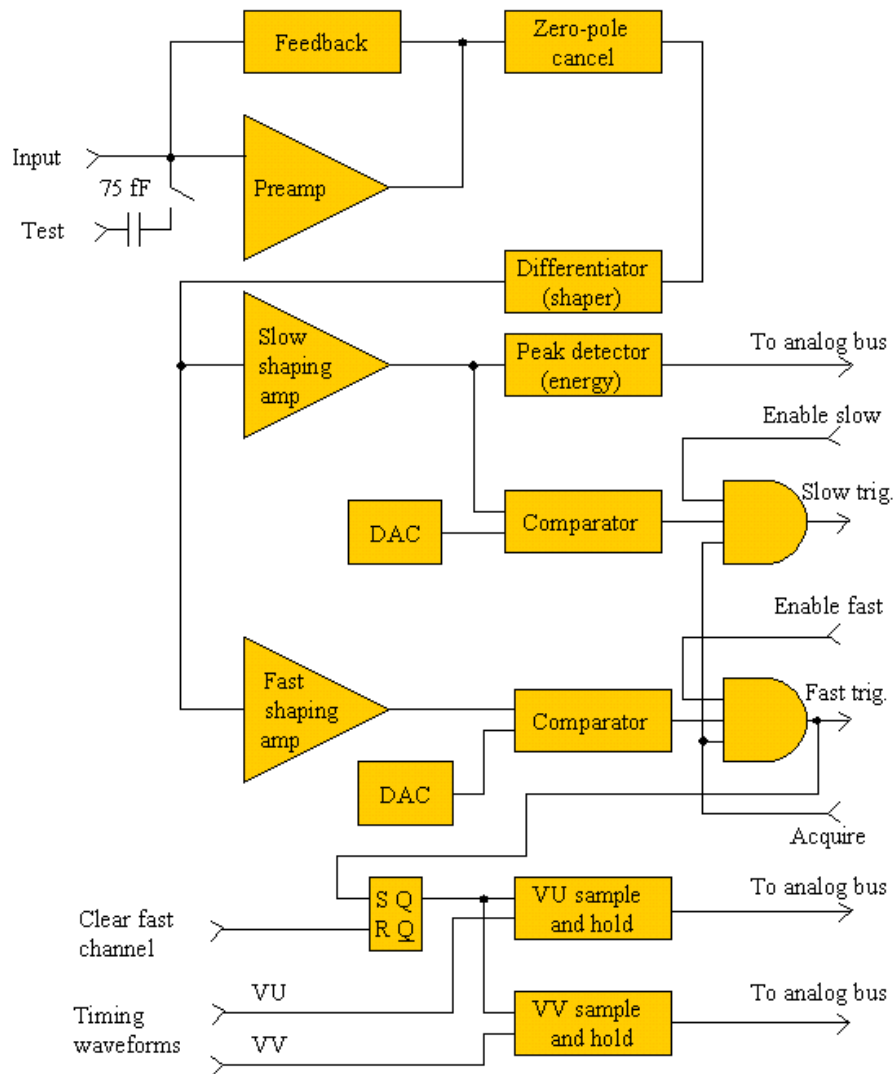 Feedback
Zero-pole
cancel
Input
75 fF
Preamp
Test
Differentiator
(shaper)
Slow
shaping
amp
Peak detector
(energy)
To analog bus
Enable slow
Slow trig.
DAC
Comparator
Enable fast
Fast
shaping
amp
Fast trig.
Comparator
DAC
Acquire
Clear fast
channel
S Q
R Q
VU sample
and hold
To analog bus
Timing
waveforms
VU
VV
VV sample
and hold
To analog bus